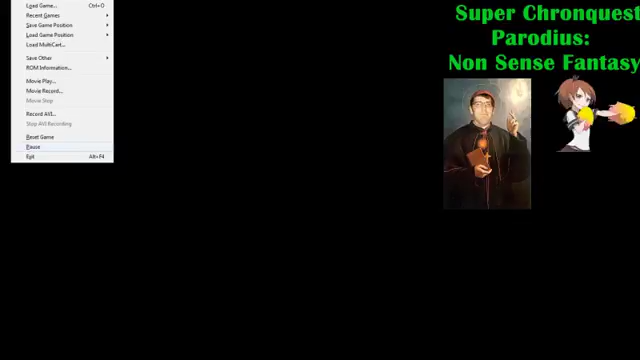 Load Game... Ctrl+O
Recent Games
Save Game Position
Load Game Position
Load MultiCart...
Save Other
ROM Information...
Movie Play...
Movie Record...
Movie Stop
Record AVI...
Stop AVI Recording
Reset Game
Pause
Exit Alt+F4
Super Chronquest
Parodius:
Non Sense Fantasy